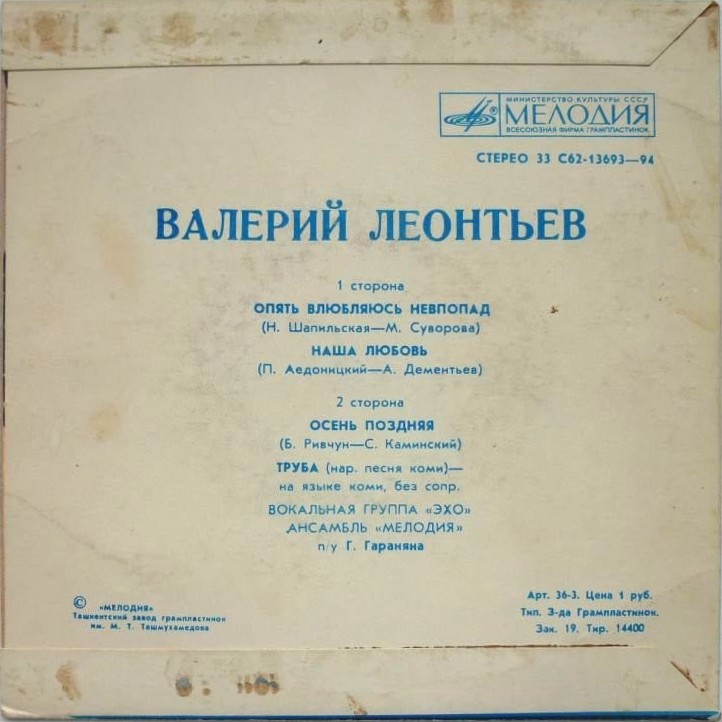 МИНИСТЕРСТВО КУЛЬТУРЫ СССР
МЕЛОДИЯ
ВСЕСОЮЗНАЯ ФИРМА ГРАМПЛАСТИНОК
СТЕРЕО 33 С62-13693—94
ВАЛЕРИЙ ЛЕОНТЬЕВ
1 сторона
ОПЯТЬ ВЛЮБЛЯЮСЬ НЕВПОПАД
(Н. Шапильская—М. Суворова)
НАША ЛЮБОВЬ
(П. Аедоницкий—А. Дементьев)
2 сторона
ОСЕНЬ ПОЗДНЯЯ
(Б. Ривчун—С. Каминский)
ТРУБА (нар. песня коми)—
на языке коми, без сопр.
ВОКАЛЬНАЯ ГРУППА «ЭХО»
АНСАМБЛЬ «МЕЛОДИЯ»
п/у Г. Гараняна
© «МЕЛОДИЯ»
Ташкентский завод грампластинок
им. М. Т. Ташмухамедова
Арт. 36-3. Цена 1 руб.
Тип. З-да Грампластинок.
Зак. 19. Тир. 14400